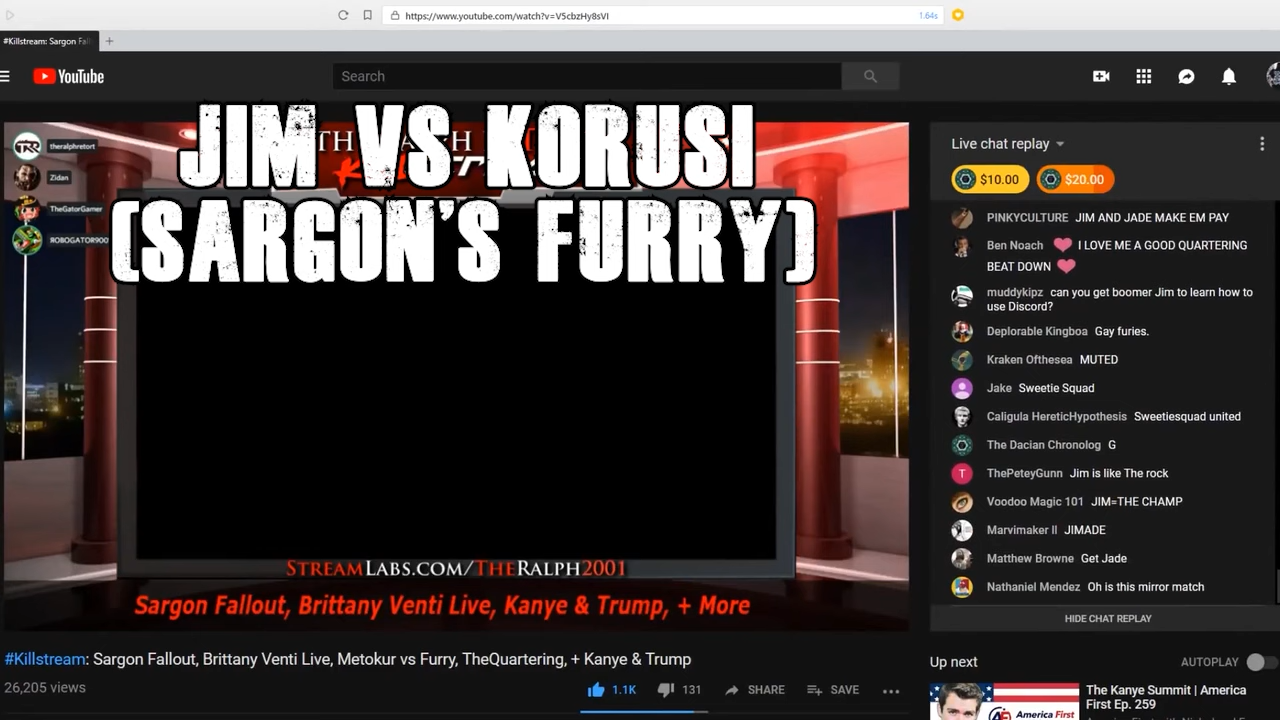 https://www.youtube.com/watch?v=V5cbzHy8sVI
1.64s
#Killstream: Sargon Fal
YouTube
Search
JIM VS KORUSI
(SARGON'S FURRY)
theralphretort
Zidan
TheGatorGamer
ЯOBOGATOR900
STREAMLABS.COM/THERALPH2001
Sargon Fallout, Brittany Venti Live, Kanye & Trump, + More
#Killstream: Sargon Fallout, Brittany Venti Live, Metokur vs Furry, TheQuartering, + Kanye & Trump
26,205 views
1.1K
131
SHARE
SAVE
Live chat replay
$10.00
$20.00
PINKYCULTURE JIM AND JADE MAKE EM PAY
Ben Noach I LOVE ME A GOOD QUARTERING
BEAT DOWN
muddykipz can you get boomer Jim to learn how to
use Discord?
Deplorable Kingboa Gay furies.
Kraken Ofthesea MUTED
Jake Sweetie Squad
Caligula HereticHypothesis Sweetiesquad united
The Dacian Chronolog G
T ThePeteyGunn Jim is like The rock
Voodoo Magic 101 JIM=THE CHAMP
Marvimaker II JIMADE
Matthew Browne Get Jade
Nathaniel Mendez Oh is this mirror match
HIDE CHAT REPLAY
Up next
AUTOPLAY
The Kanye Summit | America
First Ep. 259
America First